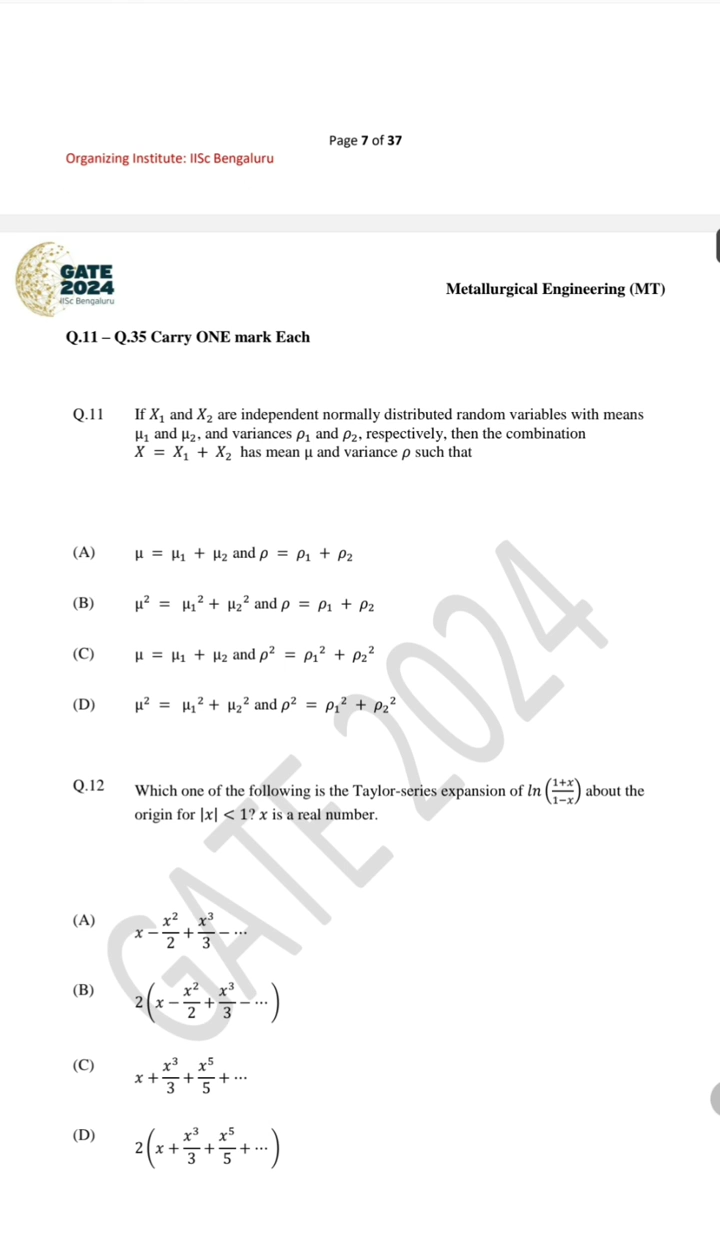 Page 7 of 37
Organizing Institute: IISc Bengaluru
GATE
2024
IISc Bengaluru
Metallurgical Engineering (MT)
Q.11 – Q.35 Carry ONE mark Each
Q.11 If X₁ and X₂ are independent normally distributed random variables with means
μ₁ and μ₂, and variances ρ₁ and ρ₂, respectively, then the combination
X = X₁ + X₂ has mean μ and variance ρ such that
(A) μ = μ₁ + μ₂ and ρ = ρ₁ + ρ₂
(B) μ² = μ₁² + μ₂² and ρ = ρ₁ + ρ₂
(C) μ = μ₁ + μ₂ and ρ² = ρ₁² + ρ₂²
(D) μ² = μ₁² + μ₂² and ρ² = ρ₁² + ρ₂²
Q.12 Which one of the following is the Taylor-series expansion of ln ((1+x)/(1−x)) about the
origin for |x| < 1? x is a real number.
(A) x − x²/2 + x³/3 − ⋯
(B) 2(x − x²/2 + x³/3 − ⋯)
(C) x + x³/3 + x⁵/5 + ⋯
(D) 2(x + x³/3 + x⁵/5 + ⋯)
GATE 2024